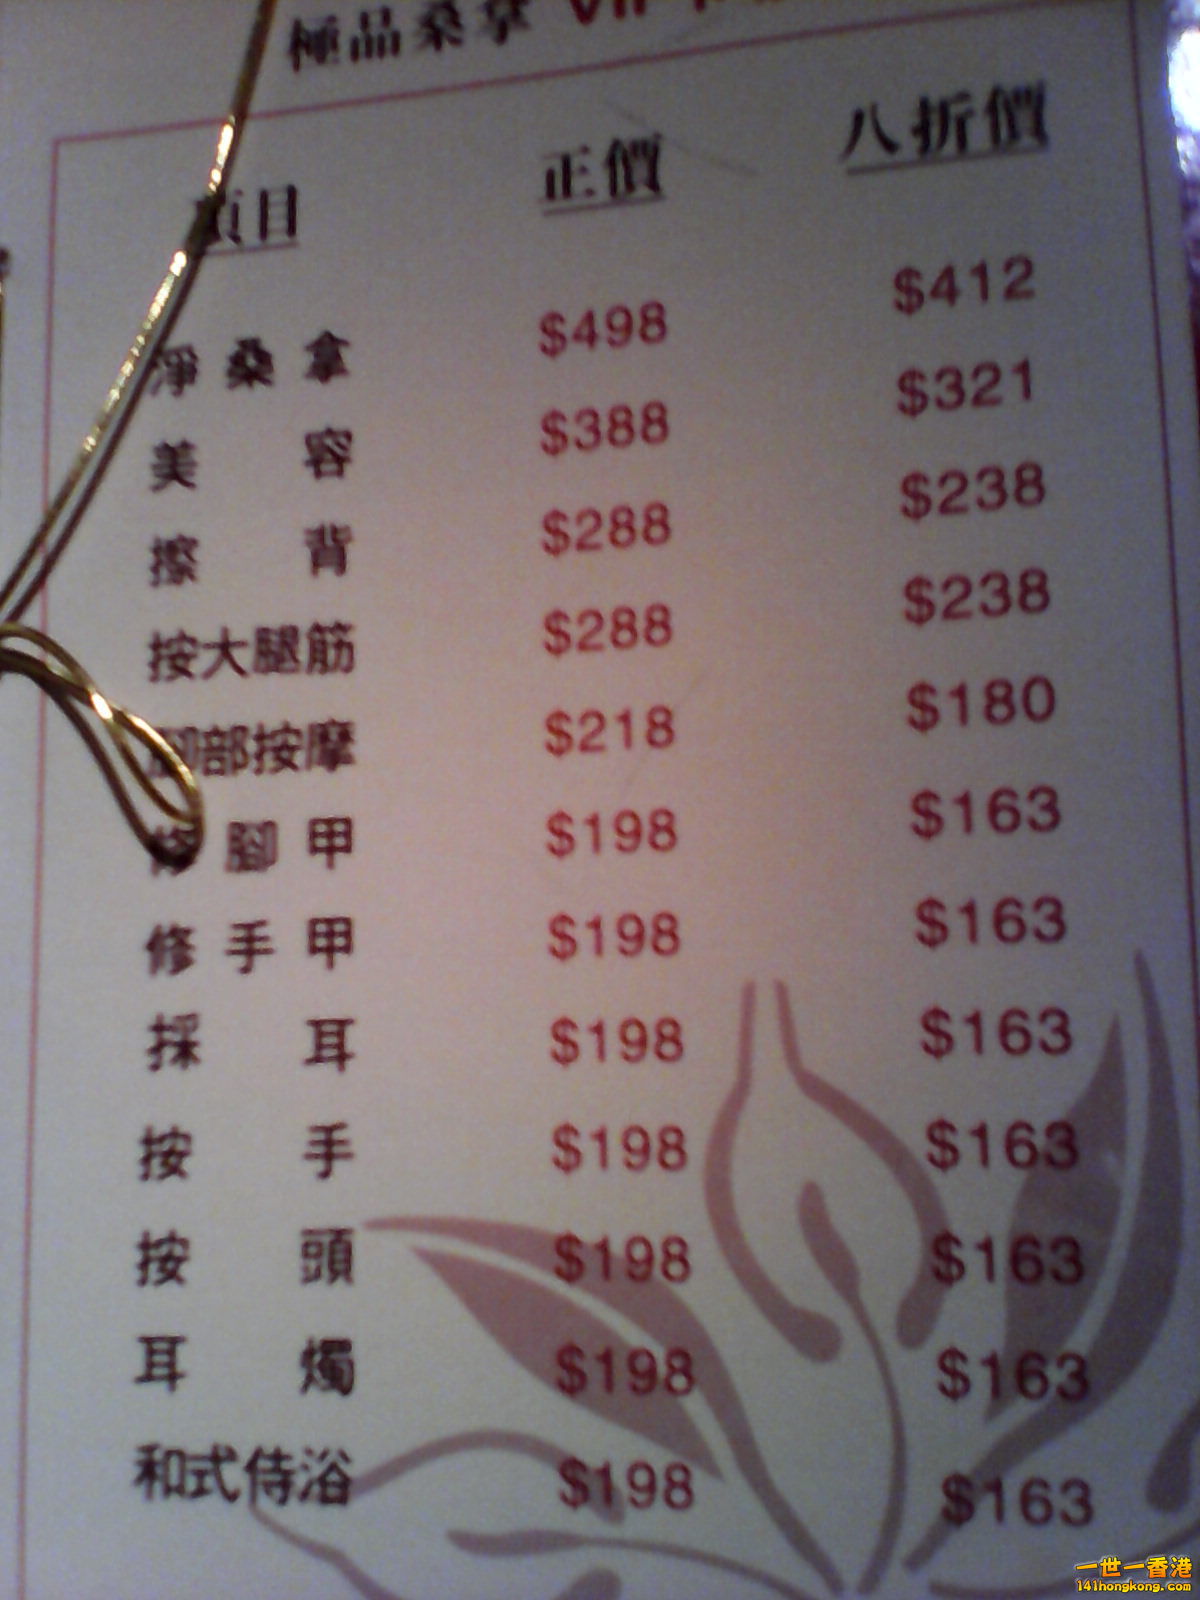 極品桑拿 VIP
項目 正價 八折價
淨桑拿 $498 $412
美容 $388 $321
擦背 $288 $238
按大腿筋 $288 $238
腳部按摩 $218 $180
修腳甲 $198 $163
修手甲 $198 $163
採耳 $198 $163
按手 $198 $163
按頭 $198 $163
耳燭 $198 $163
和式侍浴 $198 $163
一世一香港
141hongkong.com